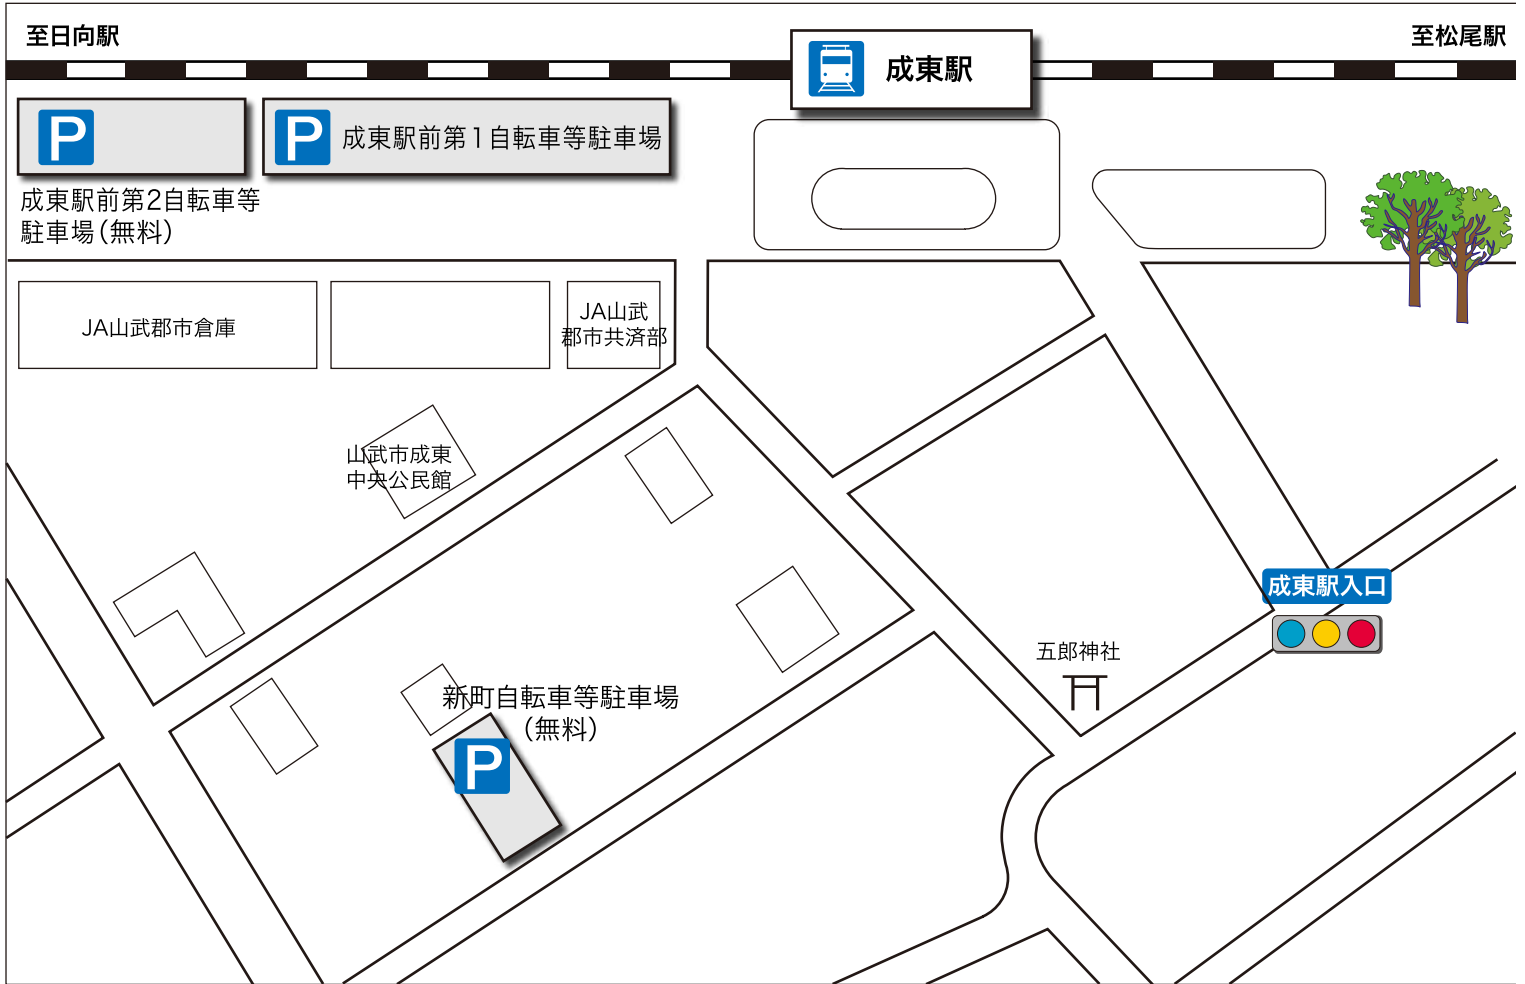 至日向駅
至松尾駅
成東駅
P
P
成東駅前第1自転車等駐車場
成東駅前第2自転車等
駐車場(無料)
JA山武郡市倉庫
JA山武
郡市共済部
山武市成東
中央公民館
成東駅入口
五郎神社
新町自転車等駐車場
(無料)
P